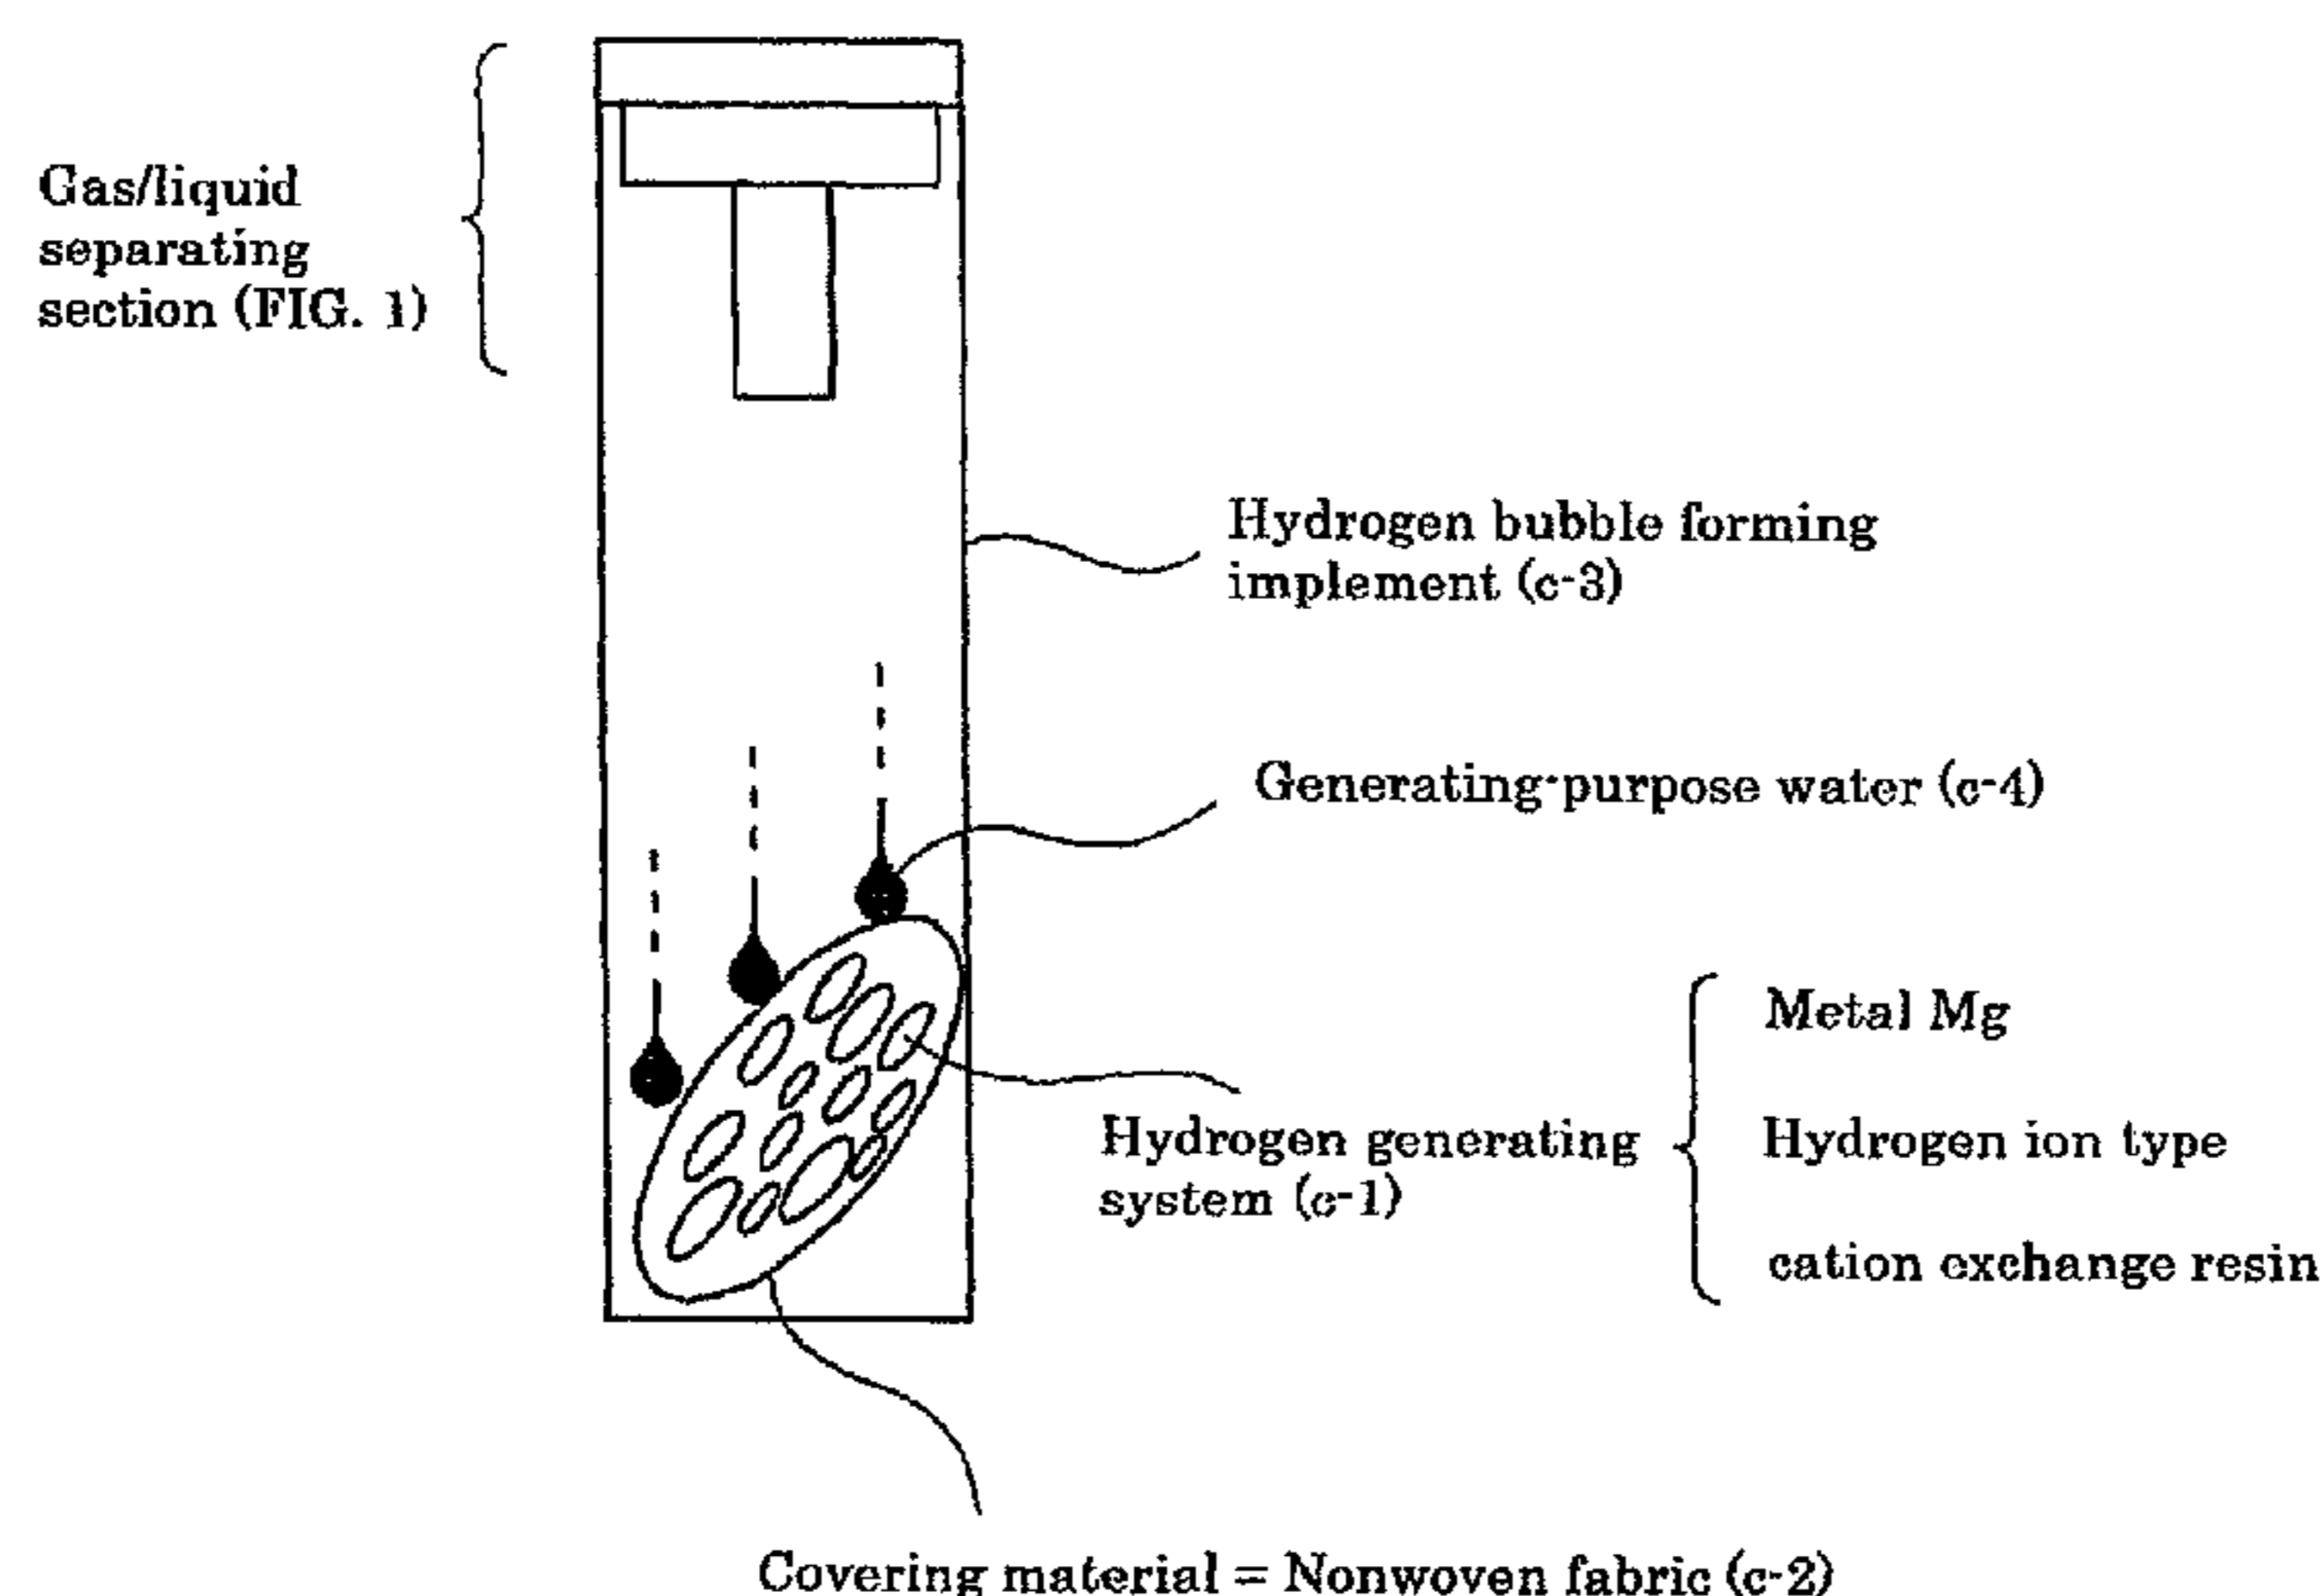 Gas/liquid
separating
section (FIG. 1)
Hydrogen bubble forming
implement (c-3)
Generating-purpose water (c-4)
Hydrogen generating
system (c-1)
Metal Mg
Hydrogen ion type
cation exchange resin
Covering material = Nonwoven fabric (c-2)